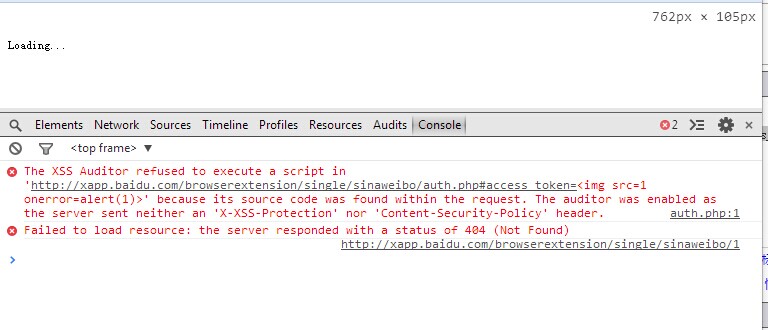 762px × 105px
Loading...
Elements Network Sources Timeline Profiles Resources Audits Console 2
<top frame> ▼
The XSS Auditor refused to execute a script in
'http://xapp.baidu.com/browserextension/single/sinaweibo/auth.php#access_token=<img src=1
onerror=alert(1)>' because its source code was found within the request. The auditor was enabled as
the server sent neither an 'X-XSS-Protection' nor 'Content-Security-Policy' header. auth.php:1
Failed to load resource: the server responded with a status of 404 (Not Found)
http://xapp.baidu.com/browserextension/single/sinaweibo/1